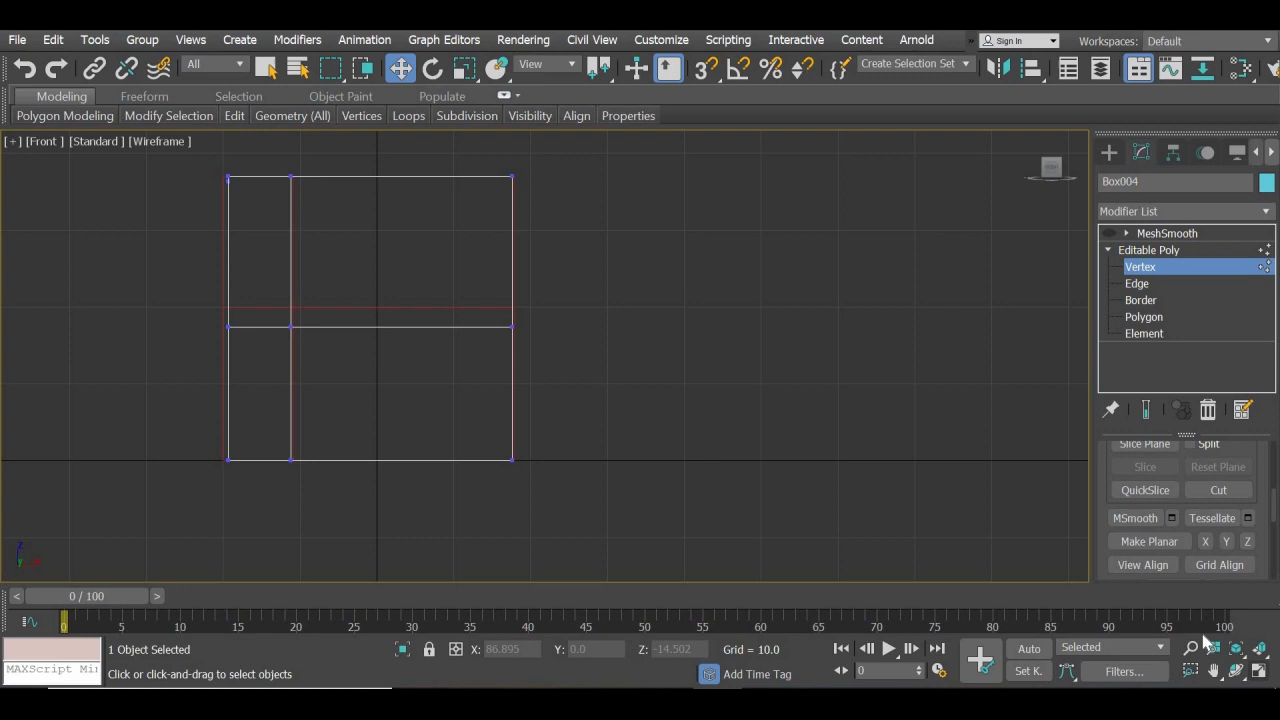 File Edit Tools Group Views Create Modifiers Animation Graph Editors Rendering Civil View Customize Scripting Interactive Content Arnold » Sign In Workspaces: Default
All View Create Selection Set
Modeling Freeform Selection Object Paint Populate
Polygon Modeling Modify Selection Edit Geometry (All) Vertices Loops Subdivision Visibility Align Properties
[+] [Front ] [Standard ] [Wireframe ]
Box004
Modifier List
MeshSmooth
Editable Poly
Vertex
Edge
Border
Polygon
Element
Slice Plane Split
Slice Reset Plane
QuickSlice Cut
MSmooth Tessellate
Make Planar X Y Z
View Align Grid Align
< 0 / 100 >
0 5 10 15 20 25 30 35 40 45 50 55 60 65 70 75 80 85 90 95 100
1 Object Selected X: 86.895 Y: 0.0 Z: -14.502 Grid = 10.0 Auto Selected
MAXScript Mi Click or click-and-drag to select objects Add Time Tag 0 Set K. Filters...